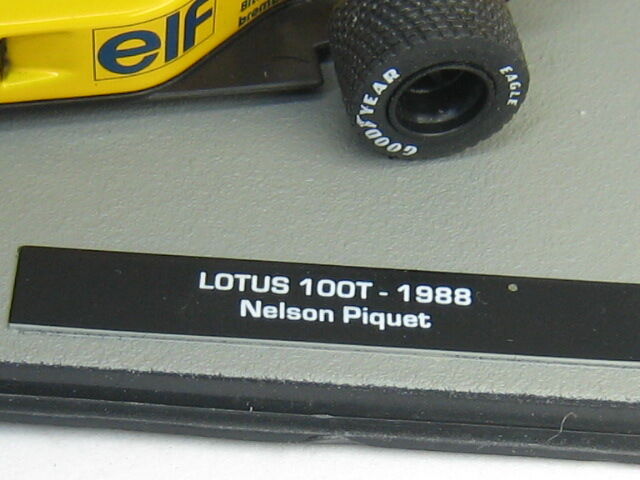 elf
GOODYEAR
EAGLE
LOTUS 100T - 1988
Nelson Piquet